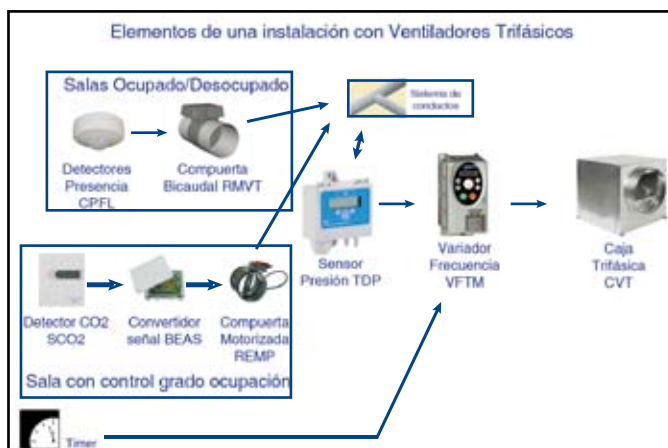 Elementos de una instalación con Ventiladores Trifásicos
Salas Ocupado/Desocupado
Detectores
Presencia
CPFL
Compuerta
Bicaudal RMVT
Sistema de
conductos
Sensor
Presión TDP
Variador
Frecuencia
VFTM
Caja
Trifásica
CVT
Detector CO2
SCO2
Convertidor
señal BEAS
Compuerta
Motorizada
REMP
Sala con control grado ocupación
Timer